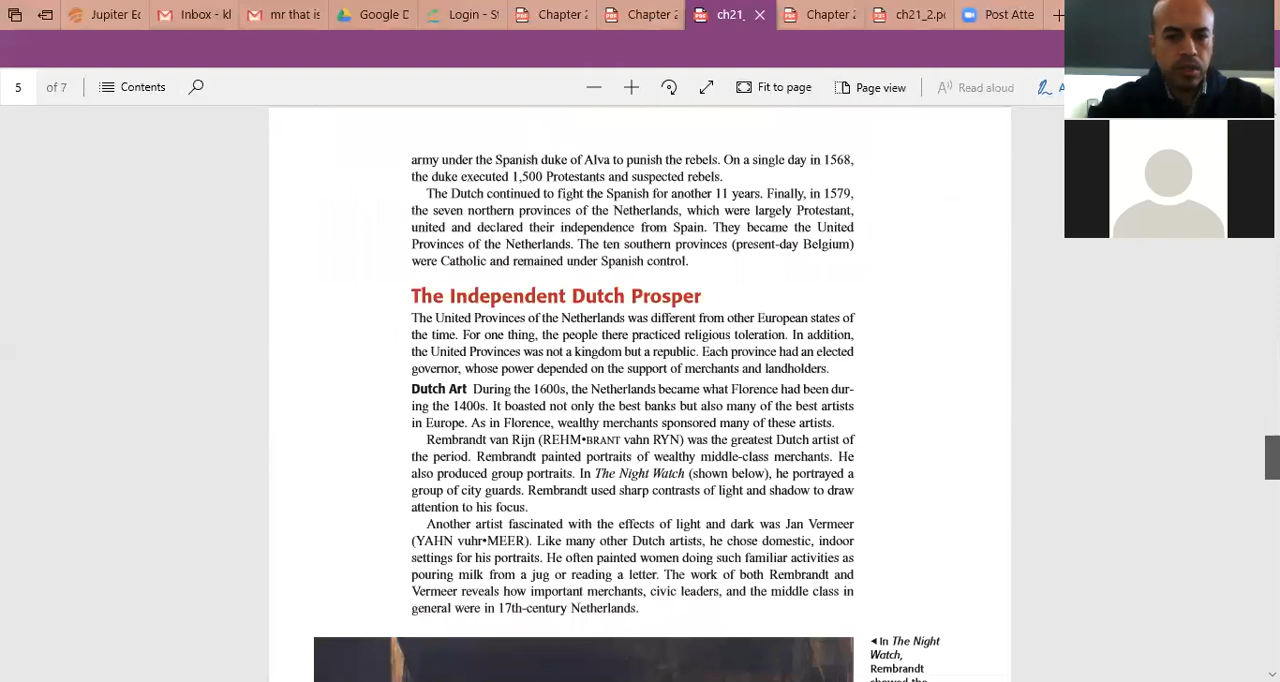 Jupiter Ed
Inbox - kl
mr that is
Google D
Login - St
Chapter 2
Chapter 2
ch21_
Chapter 2
ch21_2.pd
Post Atte
5 of 7
Contents
Fit to page
Page view
Read aloud
army under the Spanish duke of Alva to punish the rebels. On a single day in 1568,
the duke executed 1,500 Protestants and suspected rebels.
The Dutch continued to fight the Spanish for another 11 years. Finally, in 1579,
the seven northern provinces of the Netherlands, which were largely Protestant,
united and declared their independence from Spain. They became the United
Provinces of the Netherlands. The ten southern provinces (present-day Belgium)
were Catholic and remained under Spanish control.
The Independent Dutch Prosper
The United Provinces of the Netherlands was different from other European states of
the time. For one thing, the people there practiced religious toleration. In addition,
the United Provinces was not a kingdom but a republic. Each province had an elected
governor, whose power depended on the support of merchants and landholders.
Dutch Art During the 1600s, the Netherlands became what Florence had been dur-
ing the 1400s. It boasted not only the best banks but also many of the best artists
in Europe. As in Florence, wealthy merchants sponsored many of these artists.
Rembrandt van Rijn (REHM•BRANT vahn RYN) was the greatest Dutch artist of
the period. Rembrandt painted portraits of wealthy middle-class merchants. He
also produced group portraits. In The Night Watch (shown below), he portrayed a
group of city guards. Rembrandt used sharp contrasts of light and shadow to draw
attention to his focus.
Another artist fascinated with the effects of light and dark was Jan Vermeer
(YAHN vuhr•MEER). Like many other Dutch artists, he chose domestic, indoor
settings for his portraits. He often painted women doing such familiar activities as
pouring milk from a jug or reading a letter. The work of both Rembrandt and
Vermeer reveals how important merchants, civic leaders, and the middle class in
general were in 17th-century Netherlands.
◄ In The Night
Watch,
Rembrandt
showed the